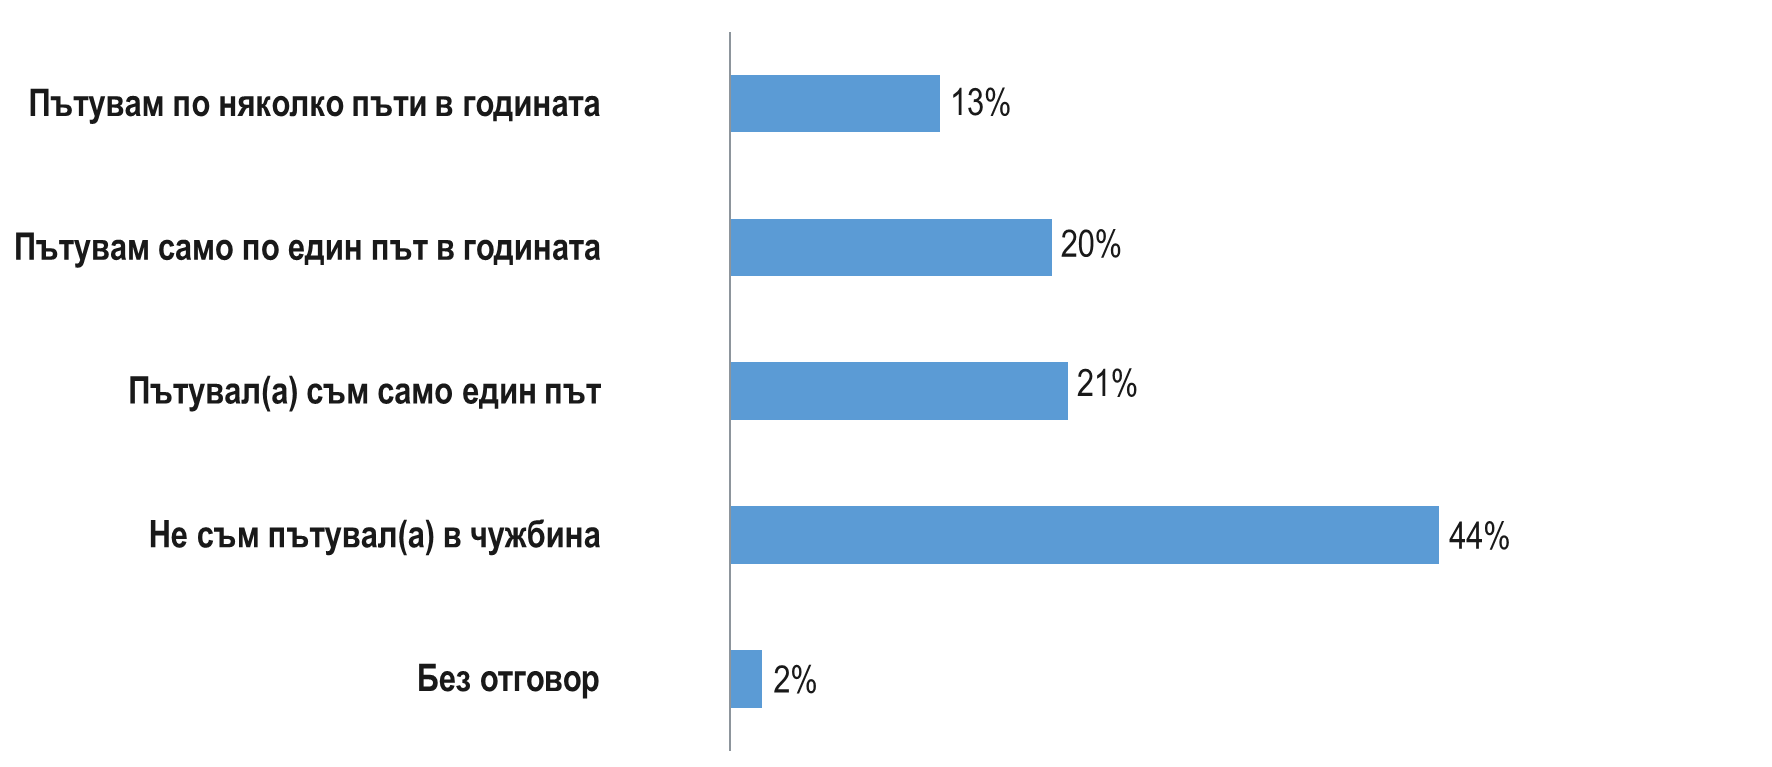 Пътувам по няколко пъти в годината
13%
Пътувам само по един път в годината
20%
Пътувал(а) съм само един път
21%
Не съм пътувал(а) в чужбина
44%
Без отговор
2%